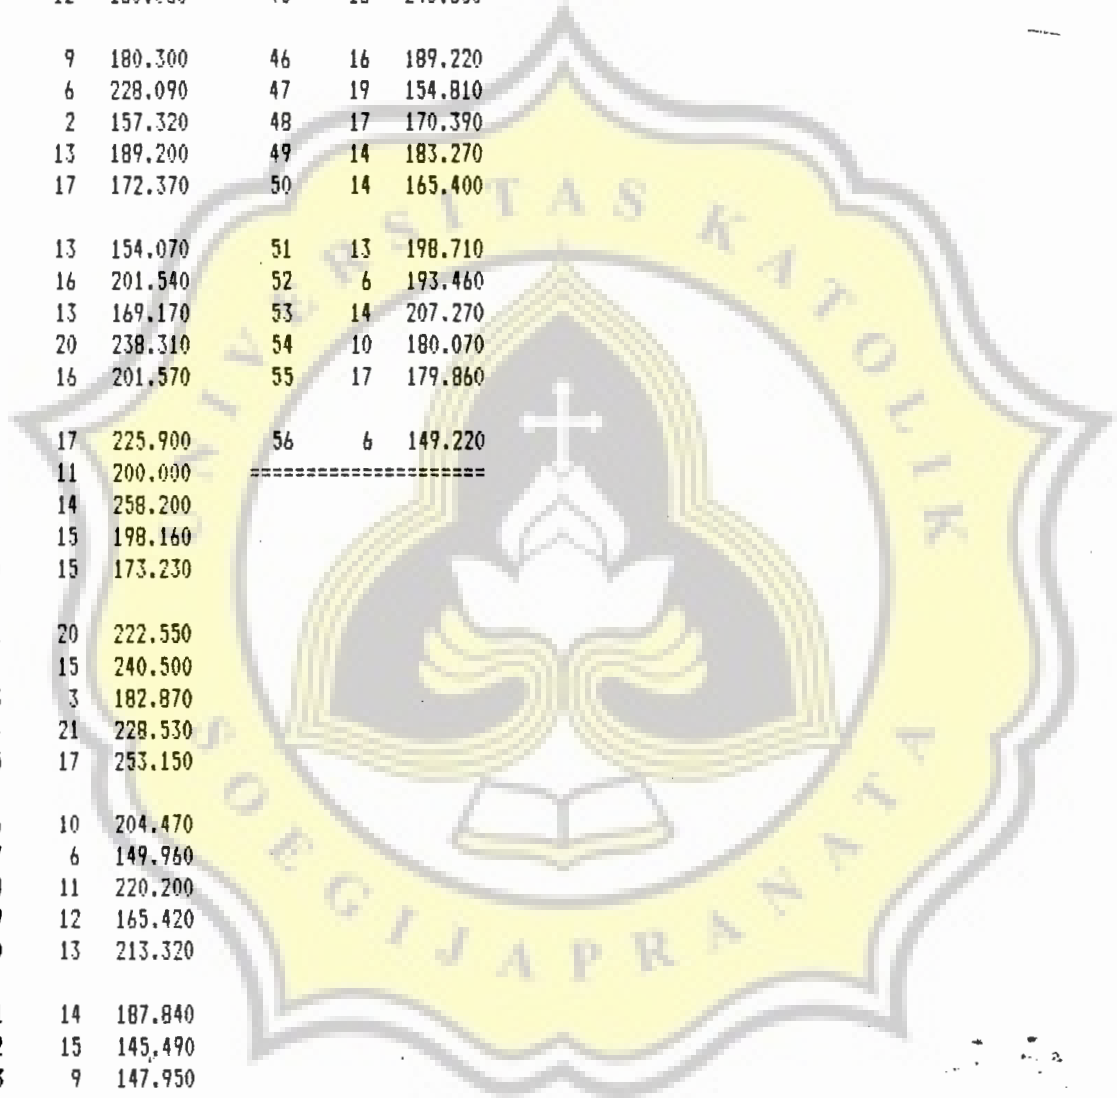 9 180.300 46 16 189.220
6 228.090 47 19 154.810
2 157.320 48 17 170.390
13 189.200 49 14 183.270
17 172.370 50 14 165.400
13 154.070 51 13 198.710
16 201.540 52 6 193.460
13 169.170 53 14 207.270
20 238.310 54 10 180.070
16 201.570 55 17 179.860
17 225.900 56 6 149.220
11 200.000 =====================
14 258.200
15 198.160
15 173.230
20 222.550
15 240.500
3 182.870
21 228.530
17 253.150
10 204.470
6 149.960
11 220.200
12 165.420
13 213.320
14 187.840
15 145.490
9 147.950
UNIVERSITAS KATOLIK
SOEGIJAPRANATA